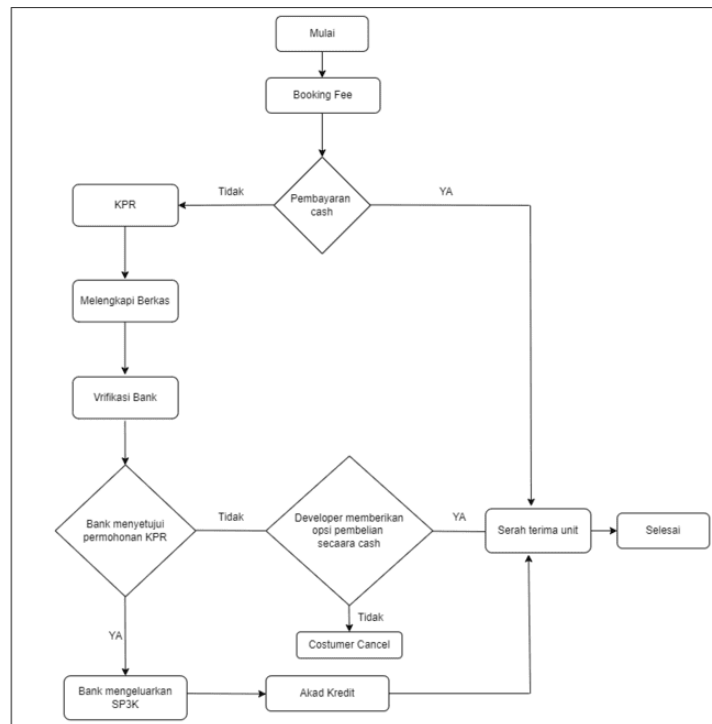 Mulai
Booking Fee
Pembayaran
cash
Tidak
YA
KPR
Melengkapi Berkas
Vrifikasi Bank
Bank menyetujui
permohonan KPR
Tidak
Developer memberikan
opsi pembelian
secaara cash
YA
Serah terima unit
Selesai
Tidak
Costumer Cancel
YA
Bank mengeluarkan
SP3K
Akad Kredit